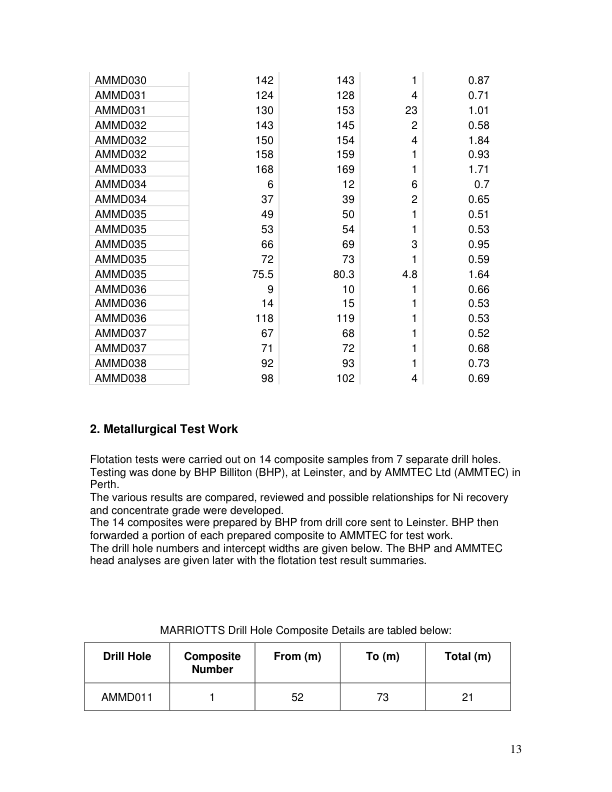 AMMD030 142 143 1 0.87
AMMD031 124 128 4 0.71
AMMD031 130 153 23 1.01
AMMD032 143 145 2 0.58
AMMD032 150 154 4 1.84
AMMD032 158 159 1 0.93
AMMD033 168 169 1 1.71
AMMD034 6 12 6 0.7
AMMD034 37 39 2 0.65
AMMD035 49 50 1 0.51
AMMD035 53 54 1 0.53
AMMD035 66 69 3 0.95
AMMD035 72 73 1 0.59
AMMD035 75.5 80.3 4.8 1.64
AMMD036 9 10 1 0.66
AMMD036 14 15 1 0.53
AMMD036 118 119 1 0.53
AMMD037 67 68 1 0.52
AMMD037 71 72 1 0.68
AMMD038 92 93 1 0.73
AMMD038 98 102 4 0.69
2. Metallurgical Test Work
Flotation tests were carried out on 14 composite samples from 7 separate drill holes.
Testing was done by BHP Billiton (BHP), at Leinster, and by AMMTEC Ltd (AMMTEC) in
Perth.
The various results are compared, reviewed and possible relationships for Ni recovery
and concentrate grade were developed.
The 14 composites were prepared by BHP from drill core sent to Leinster. BHP then
forwarded a portion of each prepared composite to AMMTEC for test work.
The drill hole numbers and intercept widths are given below. The BHP and AMMTEC
head analyses are given later with the flotation test result summaries.
MARRIOTTS Drill Hole Composite Details are tabled below:
Drill Hole Composite From (m) To (m) Total (m)
Number
AMMD011 1 52 73 21
13